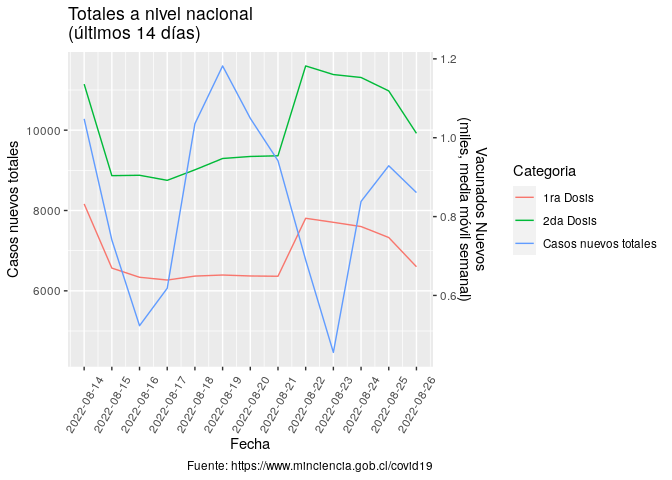 Totales a nivel nacional
(últimos 14 días)
Casos nuevos totales
10000
8000
6000
1.2
1.0
0.8
0.6
Vacunados Nuevos
(miles, media móvil semanal)
2022-08-14
2022-08-15
2022-08-16
2022-08-17
2022-08-18
2022-08-19
2022-08-20
2022-08-21
2022-08-22
2022-08-23
2022-08-24
2022-08-25
2022-08-26
Fecha
Categoria
1ra Dosis
2da Dosis
Casos nuevos totales
Fuente: https://www.minciencia.gob.cl/covid19